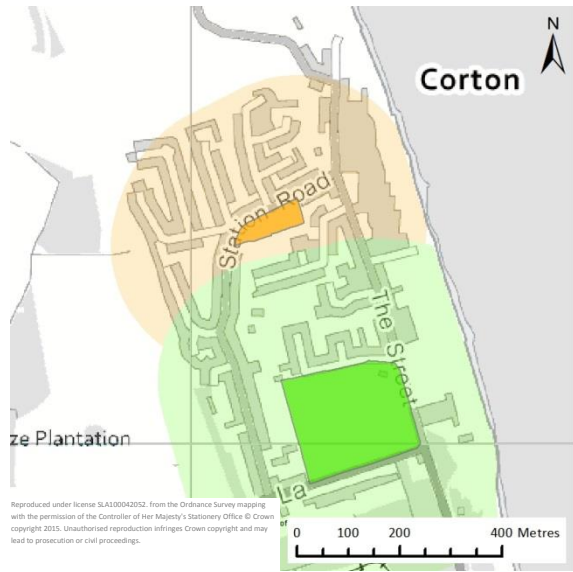 N
Corton
Station Road
The Street
ze Plantation
La
Reproduced under license SLA100042052. from the Ordnance Survey mapping
with the permission of the Controller of Her Majesty's Stationery Office © Crown
copyright 2015. Unauthorised reproduction infringes Crown copyright and may
lead to prosecution or civil proceedings.
of
0 100 200 400 Metres